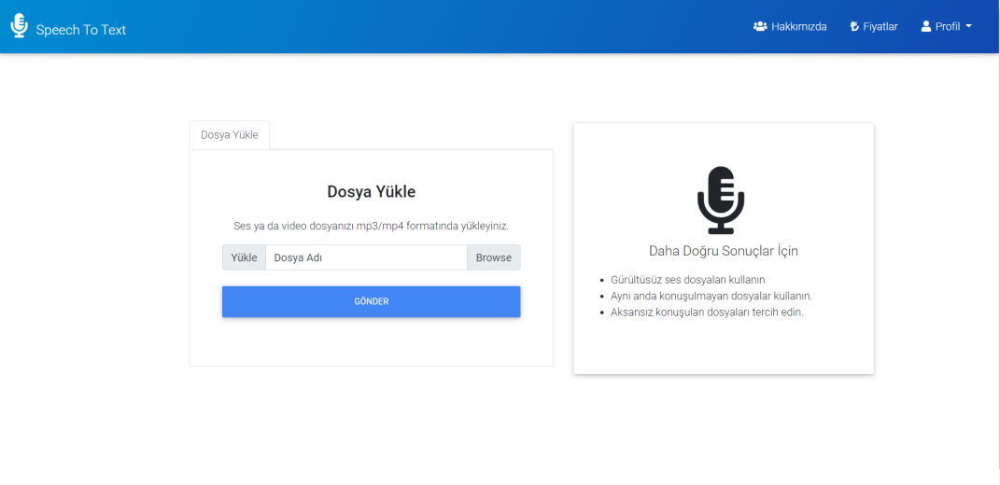 Speech To Text
Hakkımızda
Fiyatlar
Profil
Dosya Yükle
Dosya Yükle
Ses ya da video dosyanızı mp3/mp4 formatında yükleyiniz.
Yükle Dosya Adı Browse
GÖNDER
Daha Doğru Sonuçlar İçin
Gürültüsüz ses dosyaları kullanın
Aynı anda konuşulmayan dosyalar kullanın.
Aksansız konuşulan dosyaları tercih edin.